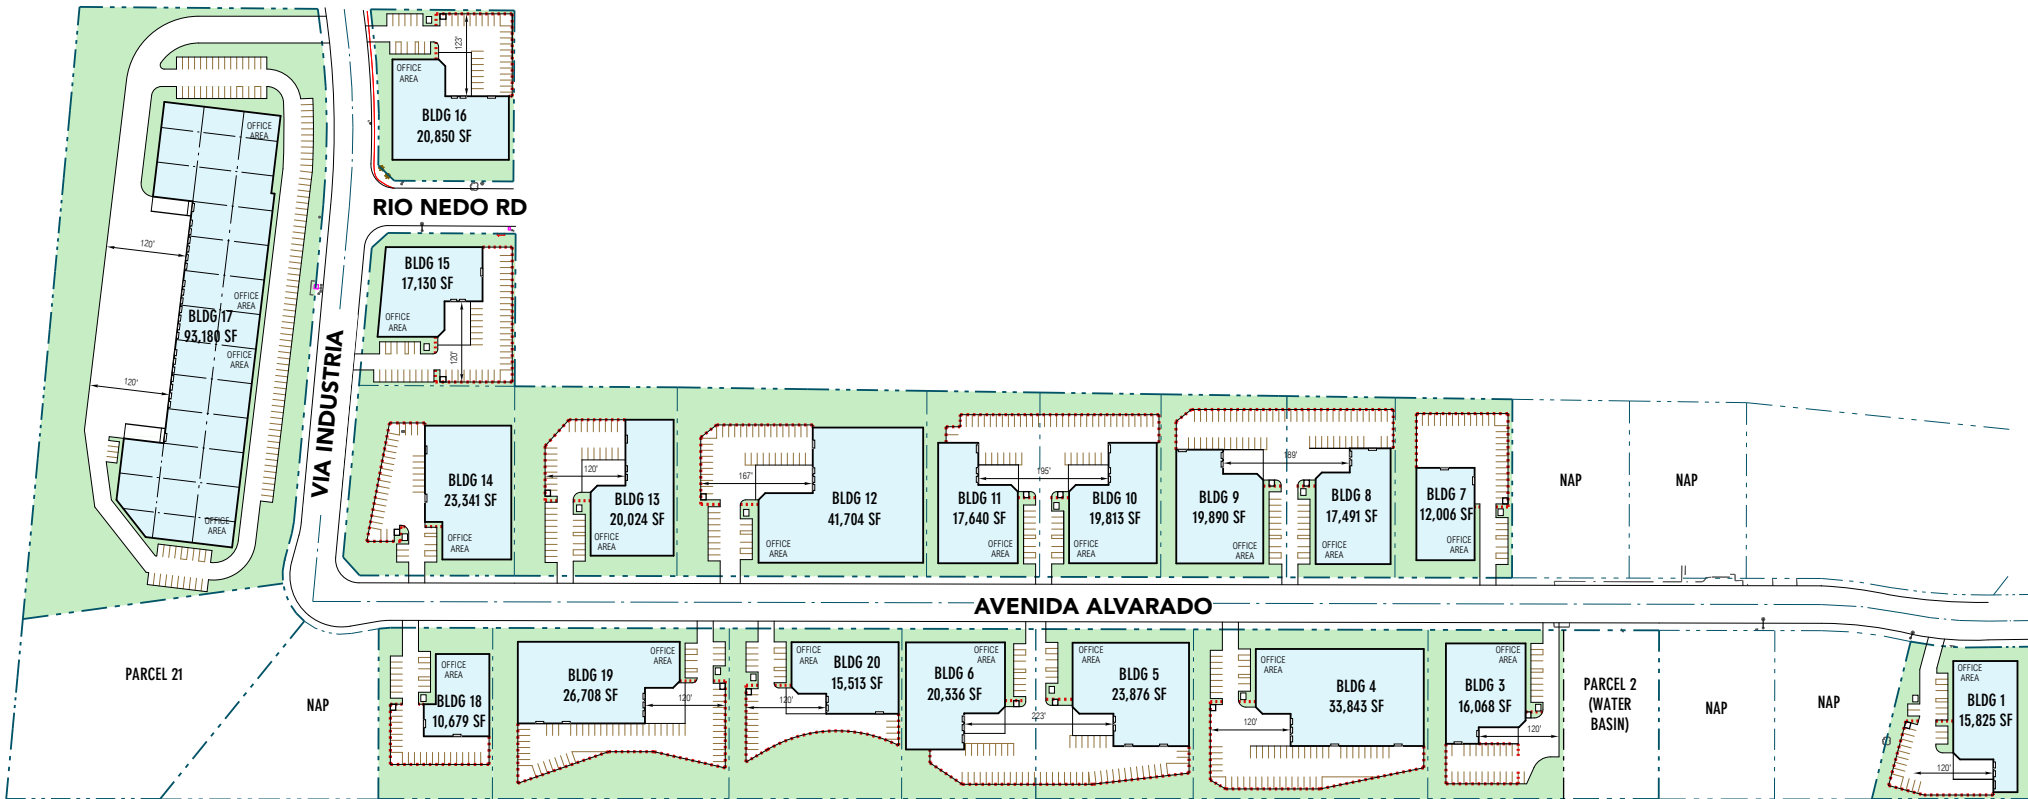 OFFICE
AREA
123'
BLDG 16
20,850 SF
OFFICE
AREA
RIO NEDO RD
120'
BLDG 15
17,130 SF
OFFICE
AREA
120'
OFFICE
AREA
BLDG 17
93,180 SF
OFFICE
AREA
120'
OFFICE
AREA
VIA INDUSTRIA
BLDG 14
23,341 SF
OFFICE
AREA
120'
BLDG 13
20,024 SF
OFFICE
AREA
167'
BLDG 12
41,704 SF
OFFICE
AREA
BLDG 11
17,640 SF
OFFICE
AREA
195'
BLDG 10
19,813 SF
OFFICE
AREA
BLDG 9
19,890 SF
OFFICE
AREA
189'
BLDG 8
17,491 SF
OFFICE
AREA
BLDG 7
12,006 SF
OFFICE
AREA
NAP
NAP
AVENIDA ALVARADO
PARCEL 21
NAP
OFFICE
AREA
BLDG 18
10,679 SF
OFFICE
AREA
BLDG 19
26,708 SF
120'
OFFICE
AREA
BLDG 20
15,513 SF
120'
OFFICE
AREA
BLDG 6
20,336 SF
223'
OFFICE
AREA
BLDG 5
23,876 SF
OFFICE
AREA
BLDG 4
33,843 SF
120'
OFFICE
AREA
BLDG 3
16,068 SF
120'
PARCEL 2
(WATER
BASIN)
NAP
NAP
OFFICE
AREA
BLDG 1
15,825 SF
120'